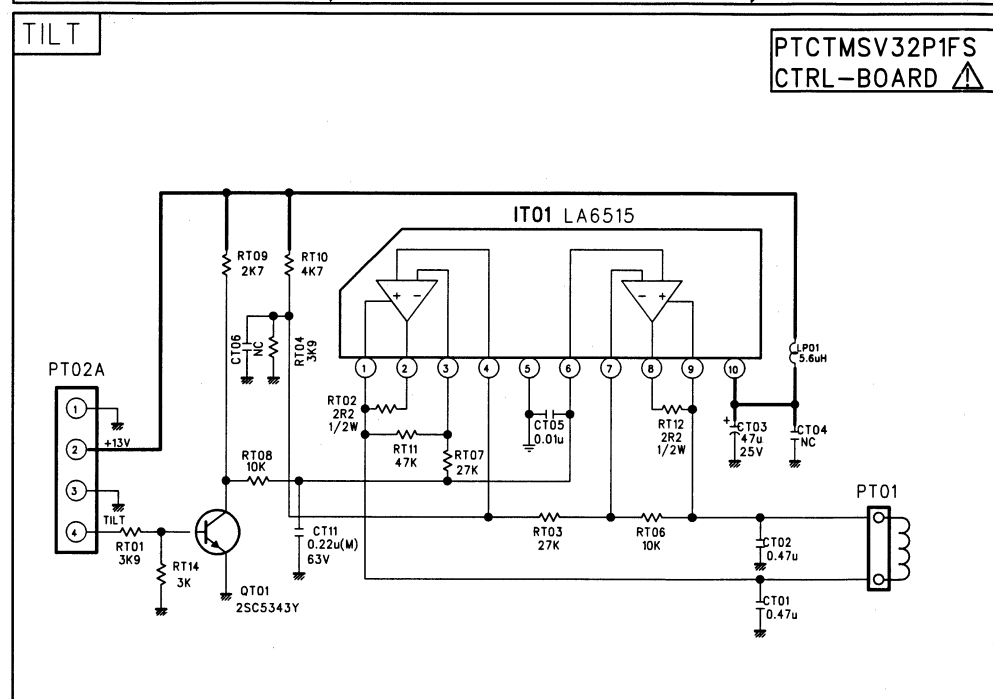 TILT
PTCTMSV32P1FS
CTRL-BOARD
IT01 LA6515
RT09
2K7
RT10
4K7
CT06
NC
RT04
3K9
LP01
5.6uH
+ -
- +
1 2 3 4 5 6 7 8 9 10
PT02A
1
2
+13V
3
4
TILT
RT02
2R2
1/2W
RT11
47K
RT07
27K
CT05
0.01u
RT12
2R2
1/2W
+
CT03
47u
25V
CT04
NC
RT08
10K
RT01
3K9
RT14
3K
QT01
2SC5343Y
CT11
0.22u(M)
63V
RT03
27K
RT06
10K
PT01
CT02
0.47u
CT01
0.47u